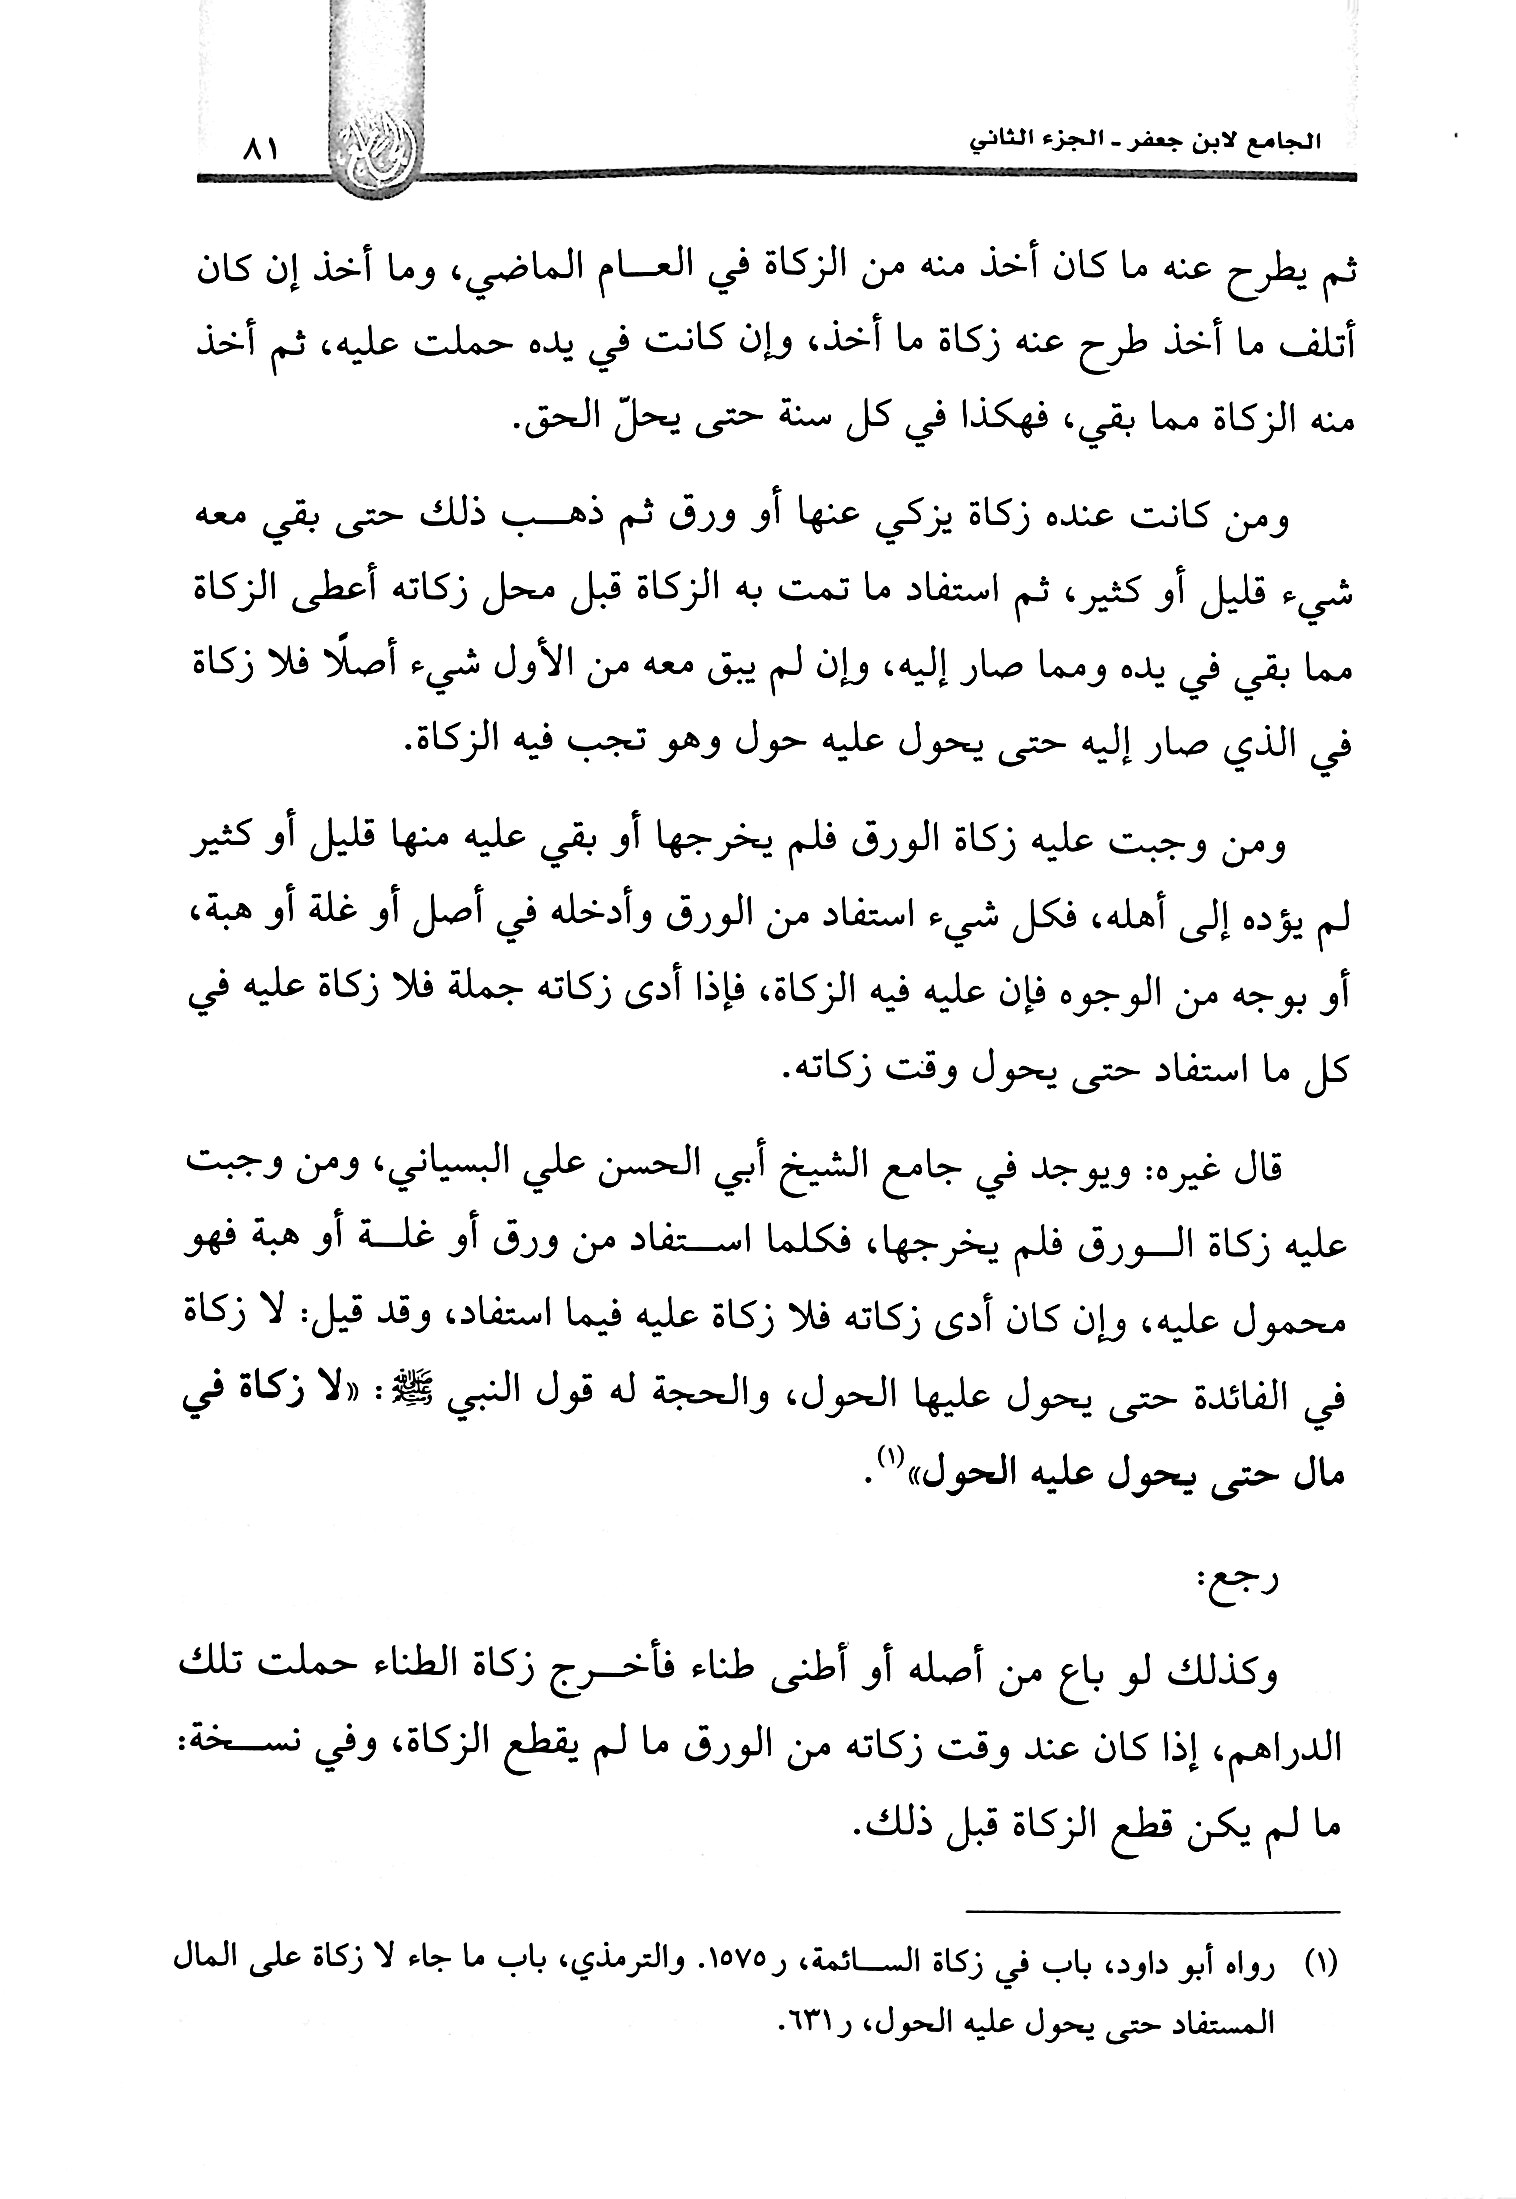 الجامع لابن جعفر - الجزء الثاني
٨١
ثم يطرح عنه ما كان أخذ منه من الزكاة في العام الماضي، وما أخذ إن كان
أتلف ما أخذ طرح عنه زكاة ما أخذ، وإن كانت في يده حملت عليه، ثم أخذ
منه الزكاة مما بقي، فهكذا في كل سنة حتى يحلّ الحق.
ومن كانت عنده زكاة يزكي عنها أو ورق ثم ذهب ذلك حتى بقي معه
شيء قليل أو كثير، ثم استفاد ما تمت به الزكاة قبل محل زكاته أعطى الزكاة
مما بقي في يده ومما صار إليه، وإن لم يبق معه من الأول شيء أصلًا فلا زكاة
في الذي صار إليه حتى يحول عليه حول وهو تجب فيه الزكاة.
ومن وجبت عليه زكاة الورق فلم يخرجها أو بقي عليه منها قليل أو كثير
لم يؤده إلى أهله، فكل شيء استفاد من الورق وأدخله في أصل أو غلة أو هبة،
أو بوجه من الوجوه فإن عليه فيه الزكاة، فإذا أدى زكاته جملة فلا زكاة عليه في
كل ما استفاد حتى يحول وقت زكاته.
قال غيره: ويوجد في جامع الشيخ أبي الحسن علي البسياني، ومن وجبت
عليه زكاة الورق فلم يخرجها، فكلما استفاد من ورق أو غلة أو هبة فهو
محمول عليه، وإن كان أدى زكاته فلا زكاة عليه فيما استفاد، وقد قيل: لا زكاة
في الفائدة حتى يحول عليها الحول، والحجة له قول النبي ﷺ: «لا زكاة في
مال حتى يحول عليه الحول»(١).
رجع:
وكذلك لو باع من أصله أو أطنى طناء فأخرج زكاة الطناء حملت تلك
الدراهم، إذا كان عند وقت زكاته من الورق ما لم يقطع الزكاة، وفي نسخة:
ما لم يكن قطع الزكاة قبل ذلك.
(١) رواه أبو داود، باب في زكاة السائمة، ر١٥٧٥. والترمذي، باب ما جاء لا زكاة على المال
المستفاد حتى يحول عليه الحول، ر٦٣١.